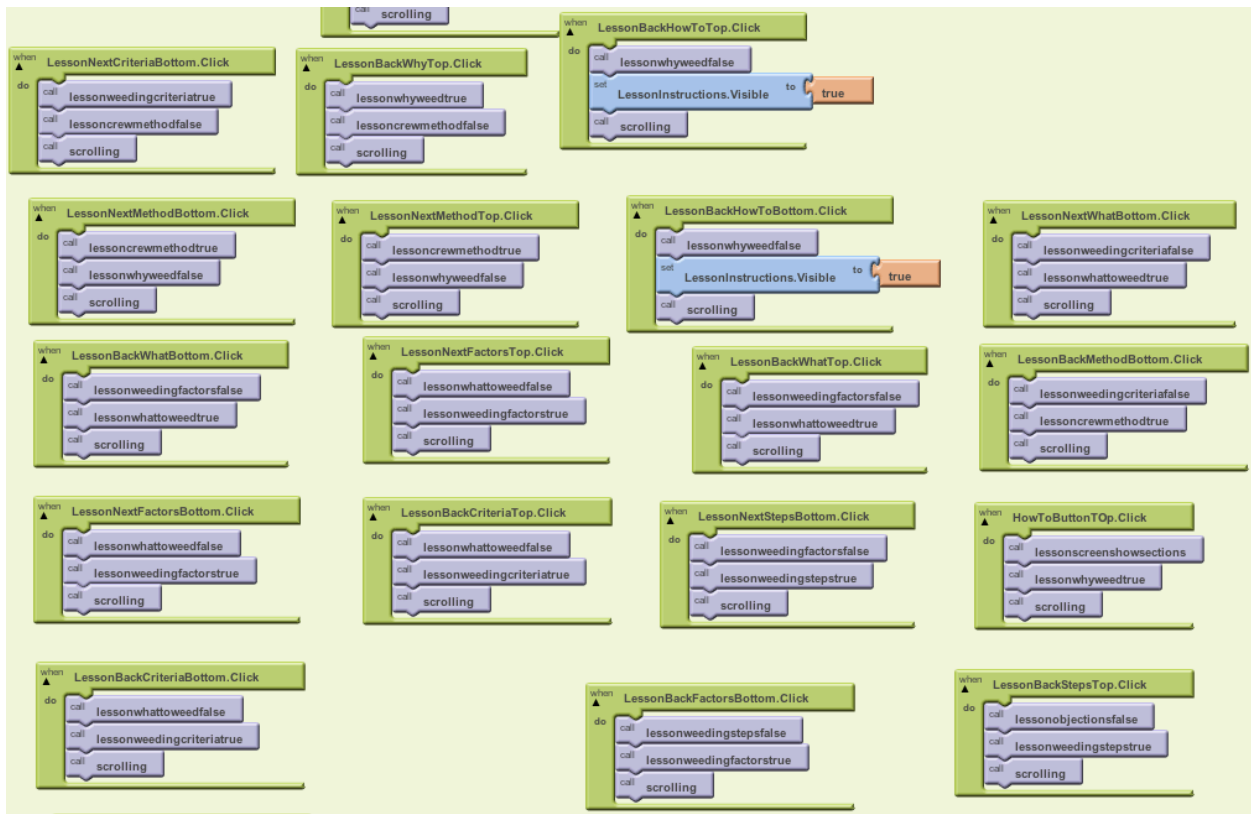 call scrolling
when LessonBackHowToTop.Click
do call lessonwhyweedfalse
set LessonInstructions.Visible to true
call scrolling
when LessonNextCriteriaBottom.Click
do call lessonweedingcriteriatrue
call lessoncrewmethodfalse
call scrolling
when LessonBackWhyTop.Click
do call lessonwhyweedtrue
call lessoncrewmethodfalse
call scrolling
when LessonNextMethodBottom.Click
do call lessoncrewmethodtrue
call lessonwhyweedfalse
call scrolling
when LessonNextMethodTop.Click
do call lessoncrewmethodtrue
call lessonwhyweedfalse
call scrolling
when LessonBackHowToBottom.Click
do call lessonwhyweedfalse
set LessonInstructions.Visible to true
call scrolling
when LessonNextWhatBottom.Click
do call lessonweedingcriteriafalse
call lessonwhattoweedtrue
call scrolling
when LessonBackWhatBottom.Click
do call lessonweedingfactorsfalse
call lessonwhattoweedtrue
call scrolling
when LessonNextFactorsTop.Click
do call lessonwhattoweedfalse
call lessonweedingfactorstrue
call scrolling
when LessonBackWhatTop.Click
do call lessonweedingfactorsfalse
call lessonwhattoweedtrue
call scrolling
when LessonBackMethodBottom.Click
do call lessonweedingcriteriafalse
call lessoncrewmethodtrue
call scrolling
when LessonNextFactorsBottom.Click
do call lessonwhattoweedfalse
call lessonweedingfactorstrue
call scrolling
when LessonBackCriteriaTop.Click
do call lessonwhattoweedfalse
call lessonweedingcriteriatrue
call scrolling
when LessonNextStepsBottom.Click
do call lessonweedingfactorsfalse
call lessonweedingstepstrue
call scrolling
when HowToButtonTOp.Click
do call lessonscreenshowsections
call lessonwhyweedtrue
call scrolling
when LessonBackCriteriaBottom.Click
do call lessonwhattoweedfalse
call lessonweedingcriteriatrue
call scrolling
when LessonBackFactorsBottom.Click
do call lessonweedingstepsfalse
call lessonweedingfactorstrue
call scrolling
when LessonBackStepsTop.Click
do call lessonobjectionsfalse
call lessonweedingstepstrue
call scrolling